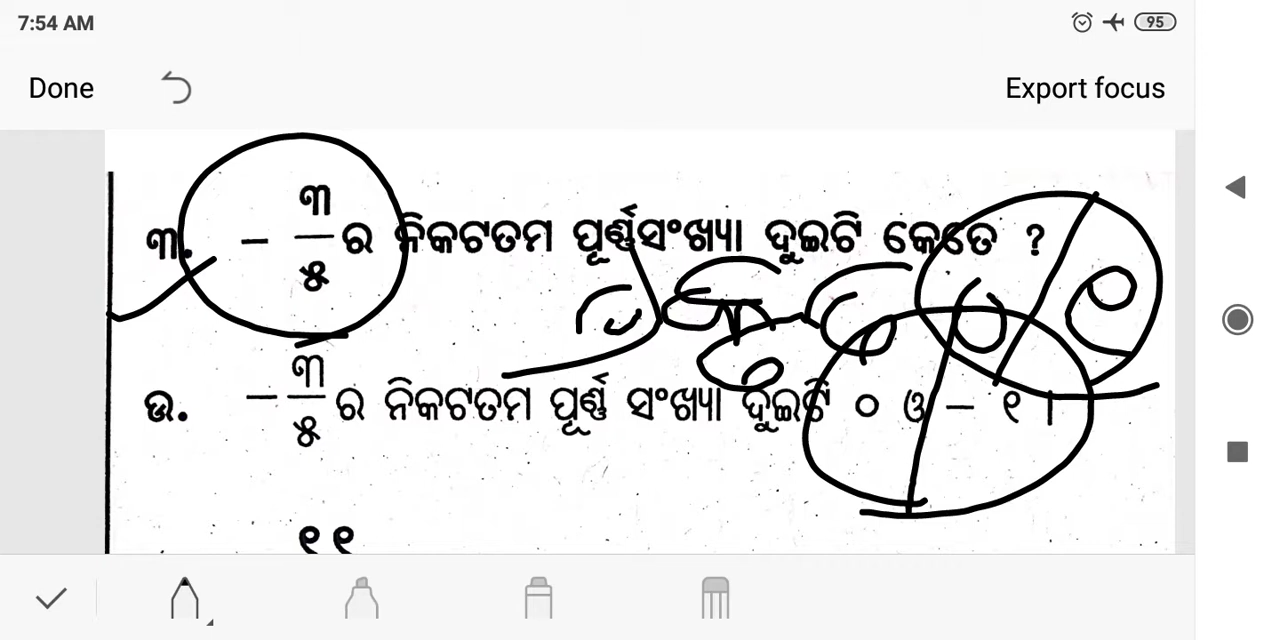 7:54 AM 95
Done Export focus
୩. - ୩/୫ ର ନିକଟତମ ପୂର୍ଣ୍ଣସଂଖ୍ୟା ଦୁଇଟି କେତେ ?
ଉ. - ୩/୫ ର ନିକଟତମ ପୂର୍ଣ୍ଣ ସଂଖ୍ୟା ଦୁଇଟି ୦ ଓ - ୧ |
୧୧